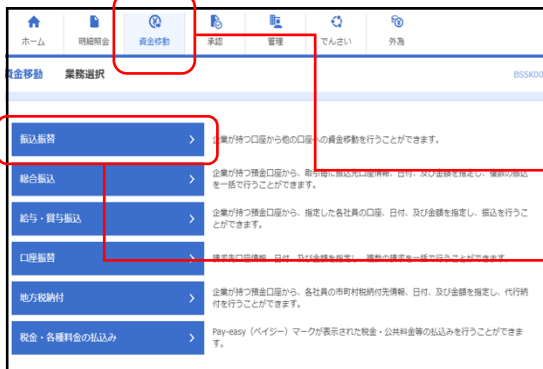 ホーム 明細照会 資金移動 承認 管理 でんさい 外為
資金移動 業務選択 BSSK00
振込振替
企業が持つ口座から他の口座への資金移動を行うことができます。
総合振込
企業が持つ預金口座から、取引毎に振込先口座情報、日付、及び金額を指定し、複数の振込
を一括で行うことができます。
給与・賞与振込
企業が持つ預金口座から、指定した各社員の口座、日付、及び金額を指定し、振込を行うこ
とができます。
口座振替
請求先口座情報、日付、及び金額を指定し、複数の請求を一括で行うことができます。
地方税納付
企業が持つ預金口座から、各社員の市町村税納付先情報、日付、及び金額を指定し、代行納
付を行うことができます。
税金・各種料金の払込み
Pay-easy（ペイジー）マークが表示された税金・公共料金等の払込みを行うことができま
す。